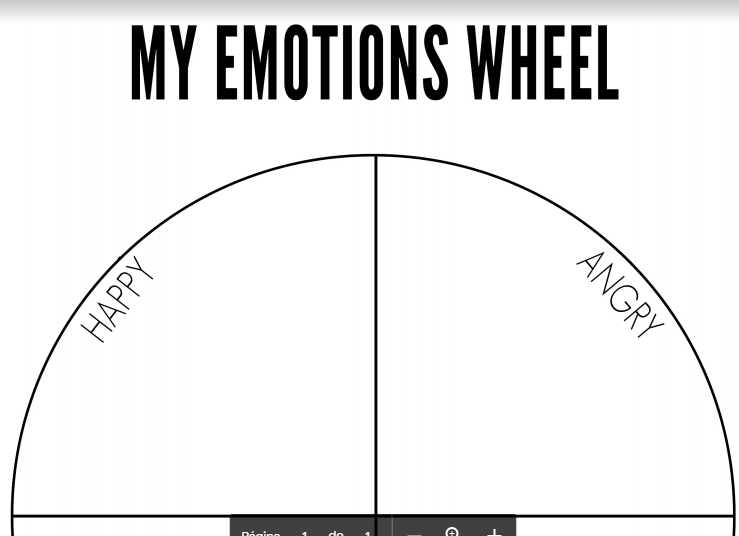 MY EMOTIONS WHEEL
HAPPY
ANGRY
Página 1 de 1